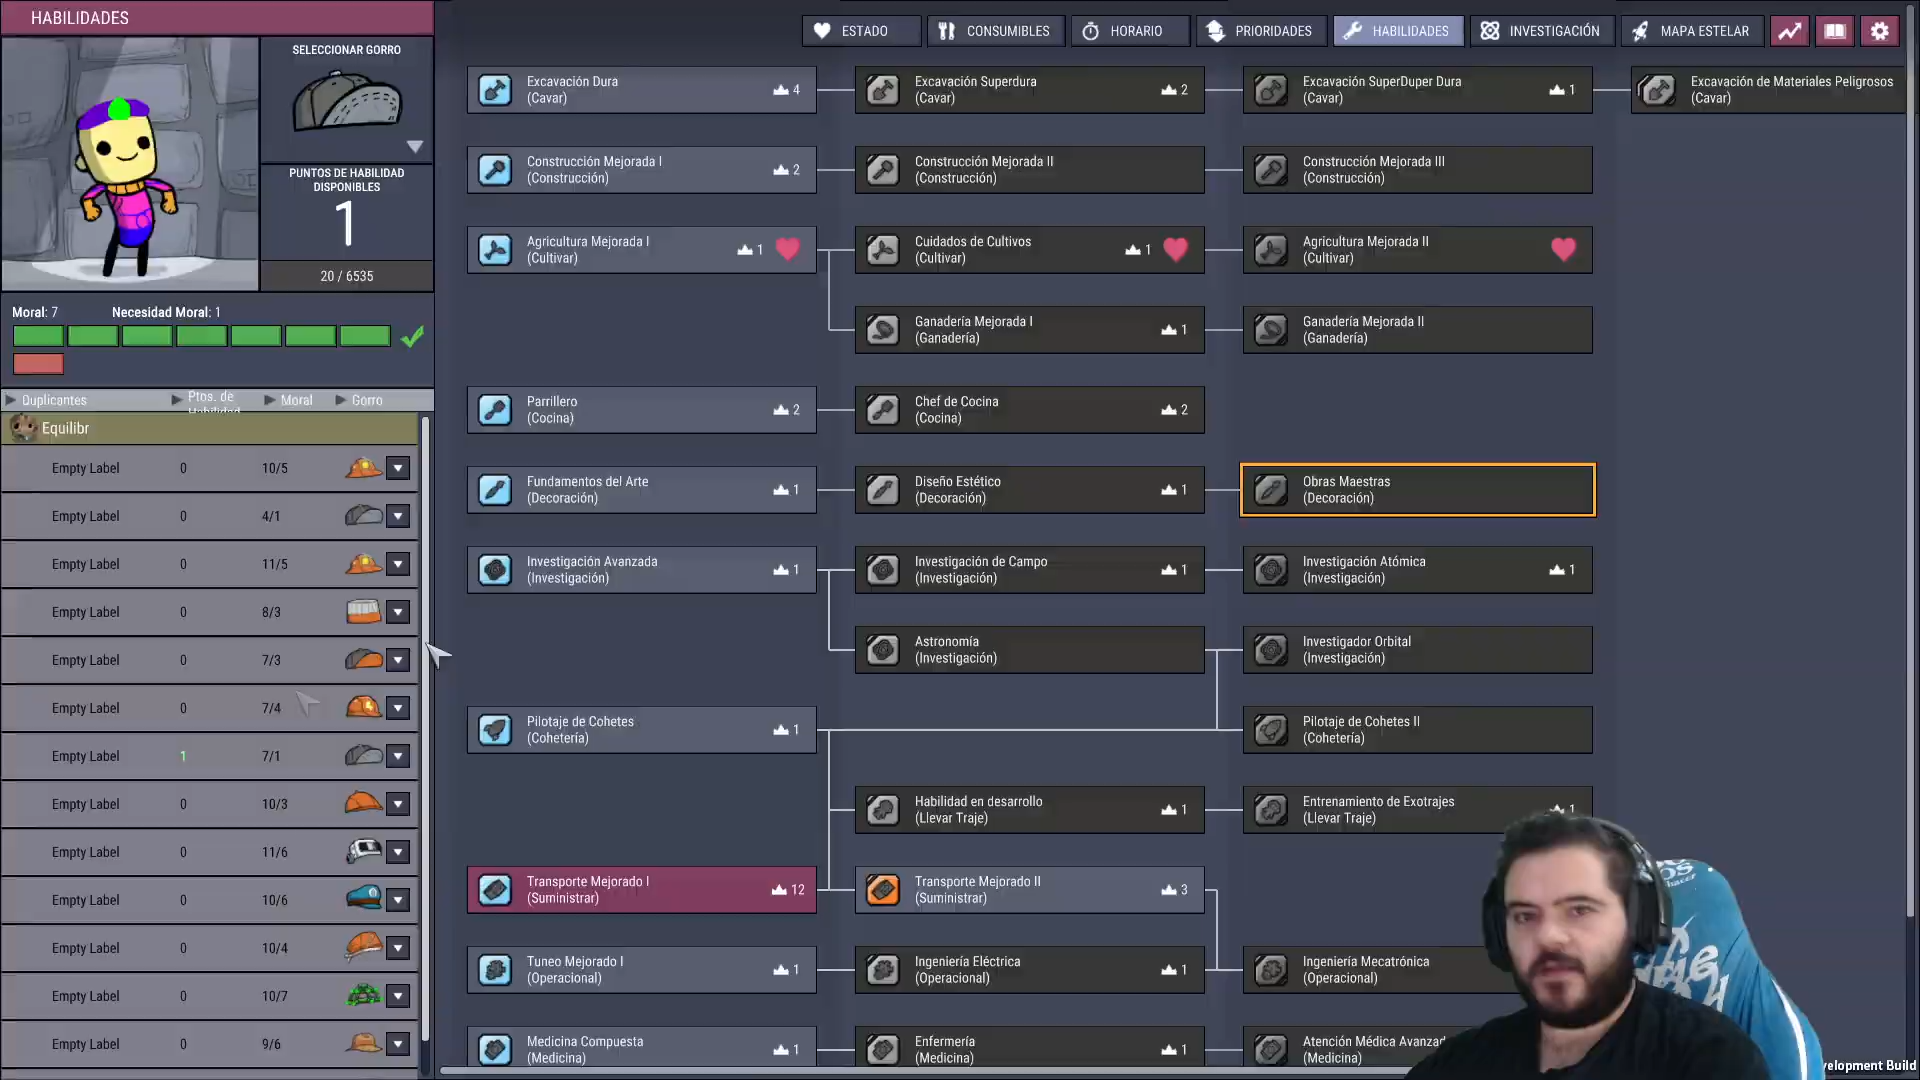 HABILIDADES
SELECCIONAR GORRO
PUNTOS DE HABILIDAD
DISPONIBLES
1
20 / 6535
Moral: 7
Necesidad Moral: 1
Duplicantes
Ptos. de
Habilidad
Moral
Gorro
Equilibr
Empty Label 0 10/5
Empty Label 0 4/1
Empty Label 0 11/5
Empty Label 0 8/3
Empty Label 0 7/3
Empty Label 0 7/4
Empty Label 1 7/1
Empty Label 0 10/3
Empty Label 0 11/6
Empty Label 0 10/6
Empty Label 0 10/4
Empty Label 0 10/7
Empty Label 0 9/6
ESTADO
CONSUMIBLES
HORARIO
PRIORIDADES
HABILIDADES
INVESTIGACIÓN
MAPA ESTELAR
Excavación Dura
(Cavar)
4
Excavación Superdura
(Cavar)
2
Excavación SuperDuper Dura
(Cavar)
1
Excavación de Materiales Peligrosos
(Cavar)
Construcción Mejorada I
(Construcción)
2
Construcción Mejorada II
(Construcción)
Construcción Mejorada III
(Construcción)
Agricultura Mejorada I
(Cultivar)
1
Cuidados de Cultivos
(Cultivar)
1
Agricultura Mejorada II
(Cultivar)
Ganadería Mejorada I
(Ganadería)
1
Ganadería Mejorada II
(Ganadería)
Parrillero
(Cocina)
2
Chef de Cocina
(Cocina)
2
Fundamentos del Arte
(Decoración)
1
Diseño Estético
(Decoración)
1
Obras Maestras
(Decoración)
Investigación Avanzada
(Investigación)
1
Investigación de Campo
(Investigación)
1
Investigación Atómica
(Investigación)
1
Astronomía
(Investigación)
Investigador Orbital
(Investigación)
Pilotaje de Cohetes
(Cohetería)
1
Pilotaje de Cohetes II
(Cohetería)
Habilidad en desarrollo
(Llevar Traje)
1
Entrenamiento de Exotrajes
(Llevar Traje)
1
Transporte Mejorado I
(Suministrar)
12
Transporte Mejorado II
(Suministrar)
3
Tuneo Mejorado I
(Operacional)
1
Ingeniería Eléctrica
(Operacional)
1
Ingeniería Mecatrónica
(Operacional)
Medicina Compuesta
(Medicina)
1
Enfermería
(Medicina)
1
Atención Médica Avanzad
(Medicina)
velopment Build